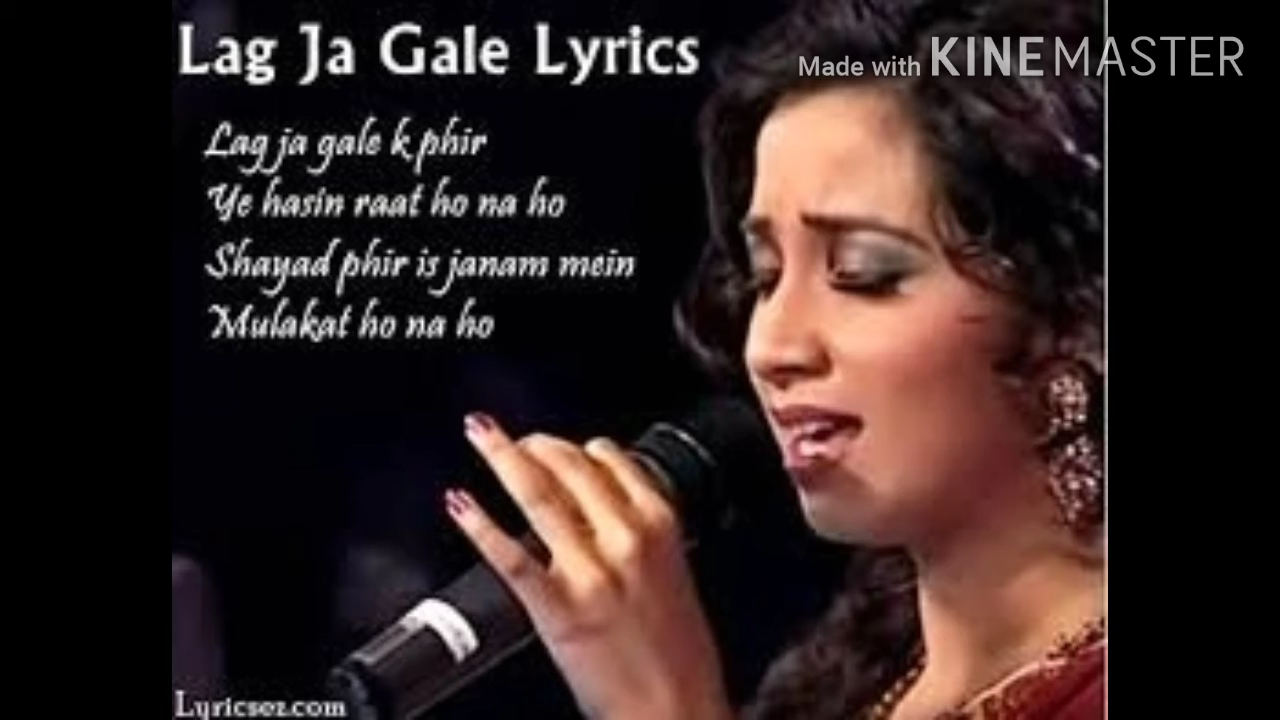 Lag Ja Gale Lyrics
Made with KINEMASTER
Lag ja gale k phir
Ye hasin raat ho na ho
Shayad phir is janam mein
Mulakat ho na ho
Lyricsez.com